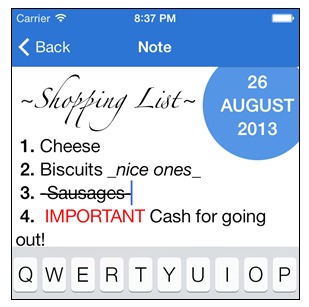 Carrier 8:37 PM
Back Note
~Shopping List~
26
AUGUST
2013
1. Cheese
2. Biscuits _nice ones_
3. -Sausages-
4. IMPORTANT Cash for going
out!
Q W E R T Y U I O P